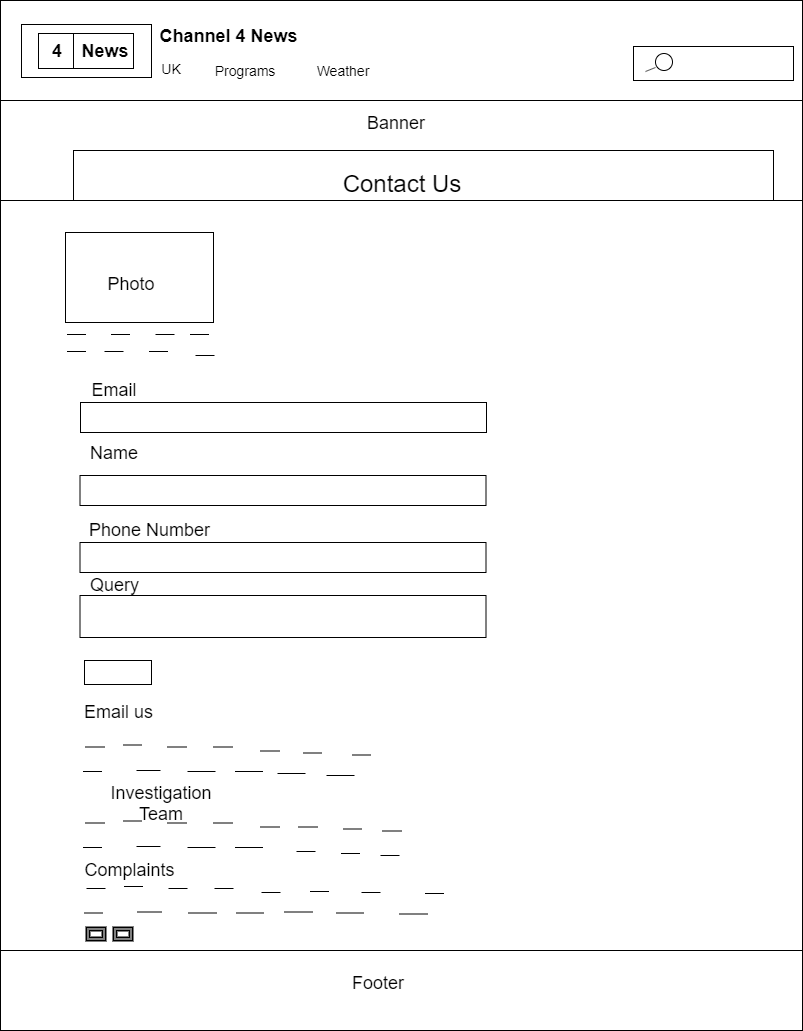 4 News
Channel 4 News
UK Programs Weather
Banner
Contact Us
Photo
Email
Name
Phone Number
Query
Email us
Investigation
Team
Complaints
Footer